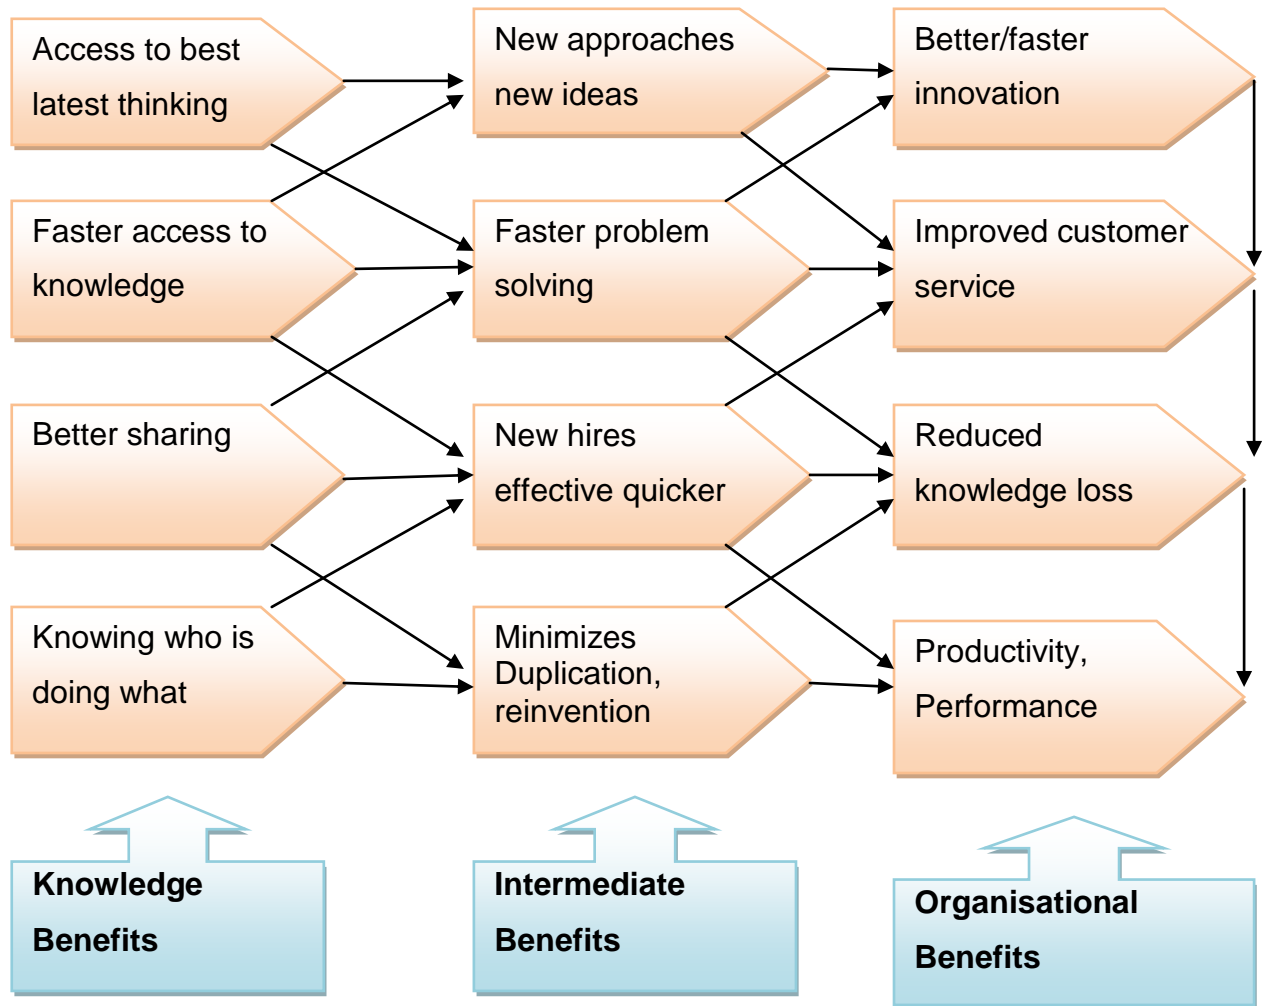 Access to best
latest thinking
New approaches
new ideas
Better/faster
innovation
Faster access to
knowledge
Faster problem
solving
Improved customer
service
Better sharing
New hires
effective quicker
Reduced
knowledge loss
Knowing who is
doing what
Minimizes
Duplication,
reinvention
Productivity,
Performance
Knowledge
Benefits
Intermediate
Benefits
Organisational
Benefits